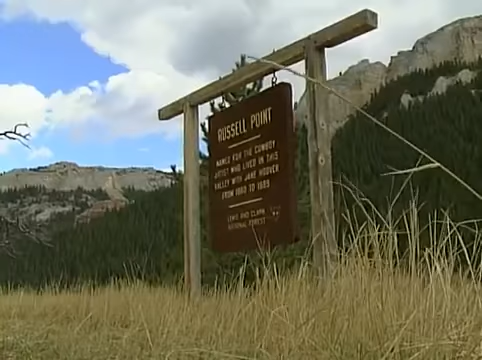 RUSSELL POINT
NAMED FOR THE COWBOY
ARTIST WHO LIVED IN THIS
VALLEY WITH JAKE HOOVER
FROM 1880 TO 1889
LEWIS AND CLARK
NATIONAL FOREST